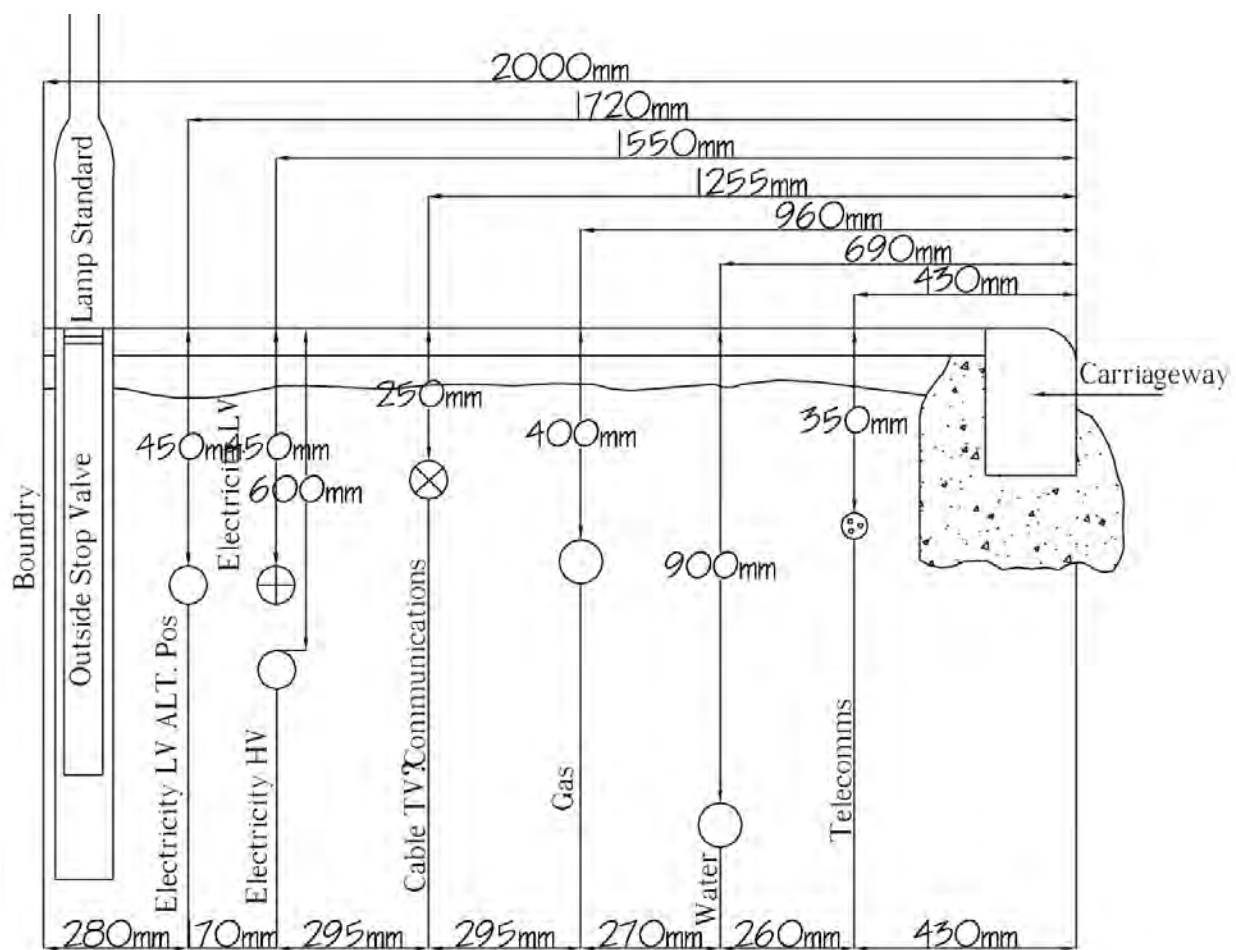 2000mm
1720mm
1550mm
1255mm
960mm
690mm
430mm
Lamp Standard
Carriageway
250mm
400mm
350mm
450mm
450mm
600mm
900mm
Electricity LV
Boundry
Outside Stop Valve
Electricity LV ALT. Pos
Electricity HV
Cable TV?Communications
Gas
Water
Telecomms
280mm
170mm
295mm
295mm
270mm
260mm
430mm